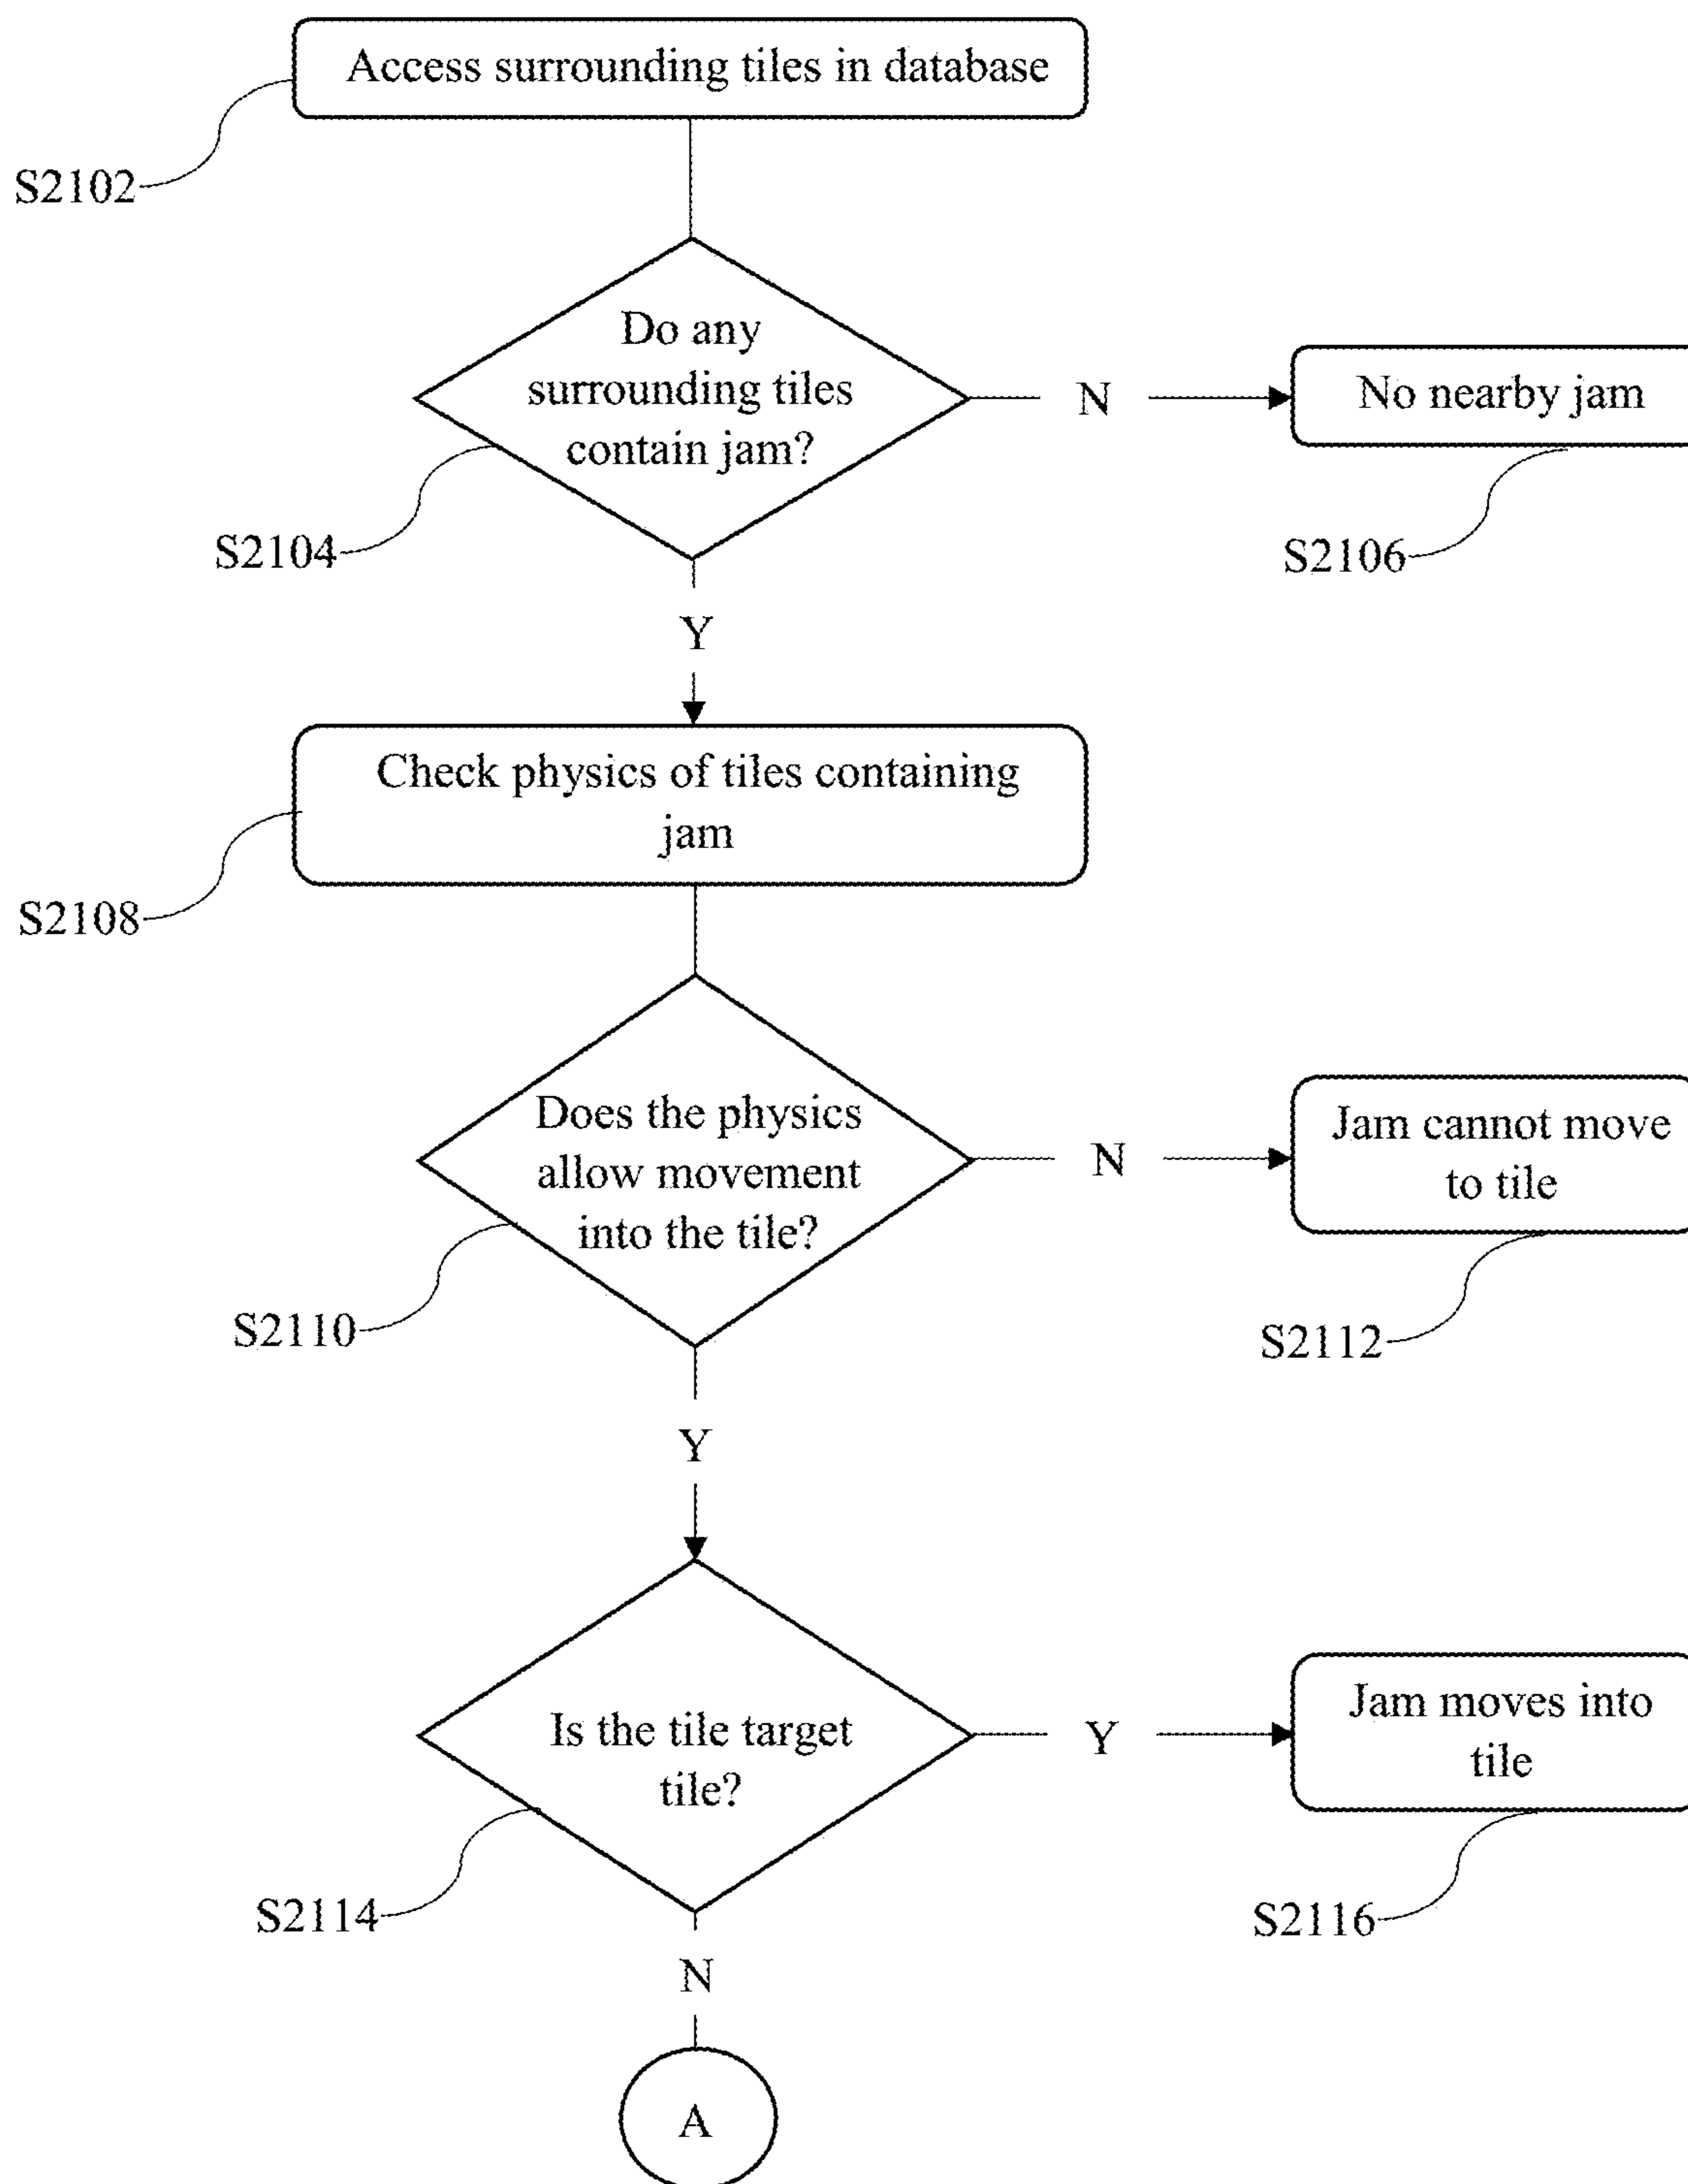 Access surrounding tiles in database
S2102
Do any
surrounding tiles
contain jam?
S2104
N
No nearby jam
S2106
Y
Check physics of tiles containing
jam
S2108
Does the physics
allow movement
into the tile?
S2110
N
Jam cannot move
to tile
S2112
Y
Is the tile target
tile?
S2114
Y
Jam moves into
tile
S2116
N
A